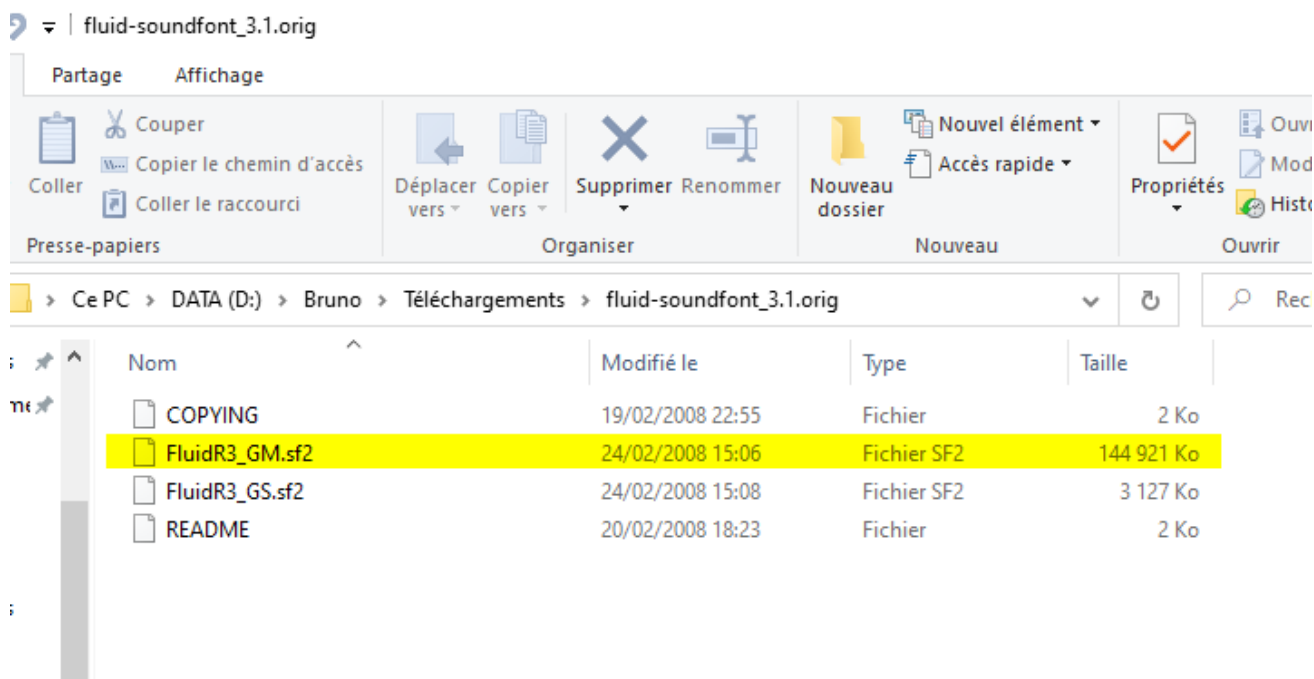 fluid-soundfont_3.1.orig
Partage Affichage
Coller
Couper
Copier le chemin d'accès
Coller le raccourci
Presse-papiers
Déplacer vers
Copier vers
Supprimer
Renommer
Organiser
Nouveau dossier
Nouvel élément
Accès rapide
Nouveau
Propriétés
Ouvrir
Ce PC > DATA (D:) > Bruno > Téléchargements > fluid-soundfont_3.1.orig
Nom Modifié le Type Taille
COPYING 19/02/2008 22:55 Fichier 2 Ko
FluidR3_GM.sf2 24/02/2008 15:06 Fichier SF2 144 921 Ko
FluidR3_GS.sf2 24/02/2008 15:08 Fichier SF2 3 127 Ko
README 20/02/2008 18:23 Fichier 2 Ko